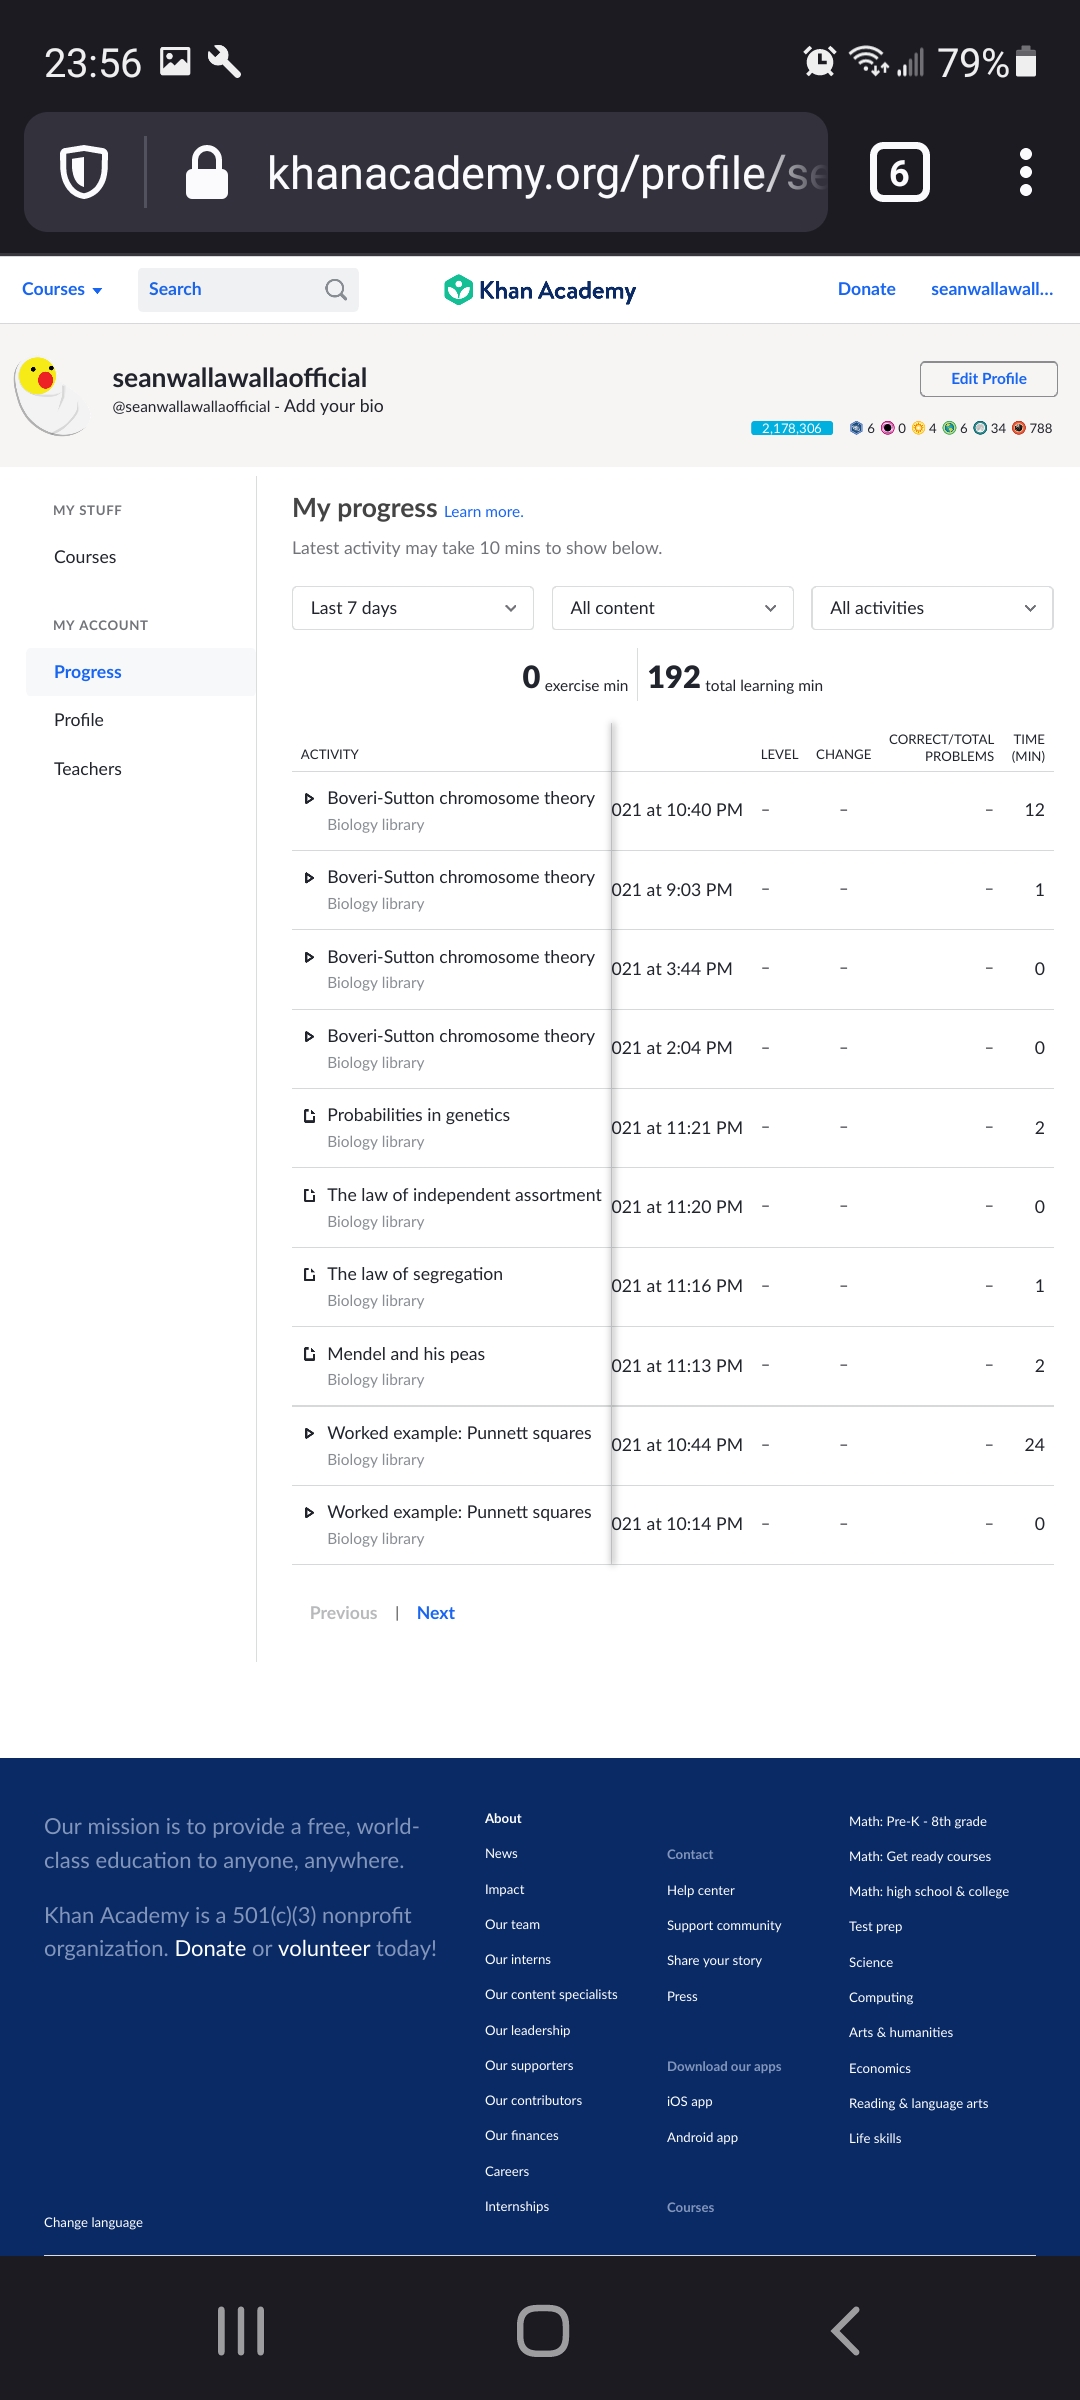 23:56
79%
khanacademy.org/profile/se
6
Courses
Search
Khan Academy
Donate
seanwallawall...
seanwallawallaofficial
@seanwallawallaofficial - Add your bio
Edit Profile
2,178,306
6
0
4
6
34
788
MY STUFF
Courses
MY ACCOUNT
Progress
Profile
Teachers
My progress Learn more.
Latest activity may take 10 mins to show below.
Last 7 days
All content
All activities
0 exercise min
192 total learning min
ACTIVITY LEVEL CHANGE CORRECT/TOTAL PROBLEMS TIME (MIN)
Boveri-Sutton chromosome theory
Biology library
021 at 10:40 PM – – – 12
Boveri-Sutton chromosome theory
Biology library
021 at 9:03 PM – – – 1
Boveri-Sutton chromosome theory
Biology library
021 at 3:44 PM – – – 0
Boveri-Sutton chromosome theory
Biology library
021 at 2:04 PM – – – 0
Probabilities in genetics
Biology library
021 at 11:21 PM – – – 2
The law of independent assortment
Biology library
021 at 11:20 PM – – – 0
The law of segregation
Biology library
021 at 11:16 PM – – – 1
Mendel and his peas
Biology library
021 at 11:13 PM – – – 2
Worked example: Punnett squares
Biology library
021 at 10:44 PM – – – 24
Worked example: Punnett squares
Biology library
021 at 10:14 PM – – – 0
Previous | Next
Our mission is to provide a free, world-
class education to anyone, anywhere.
Khan Academy is a 501(c)(3) nonprofit
organization. Donate or volunteer today!
Change language
About
News
Impact
Our team
Our interns
Our content specialists
Our leadership
Our supporters
Our contributors
Our finances
Careers
Internships
Contact
Help center
Support community
Share your story
Press
Download our apps
iOS app
Android app
Courses
Math: Pre-K - 8th grade
Math: Get ready courses
Math: high school & college
Test prep
Science
Computing
Arts & humanities
Economics
Reading & language arts
Life skills